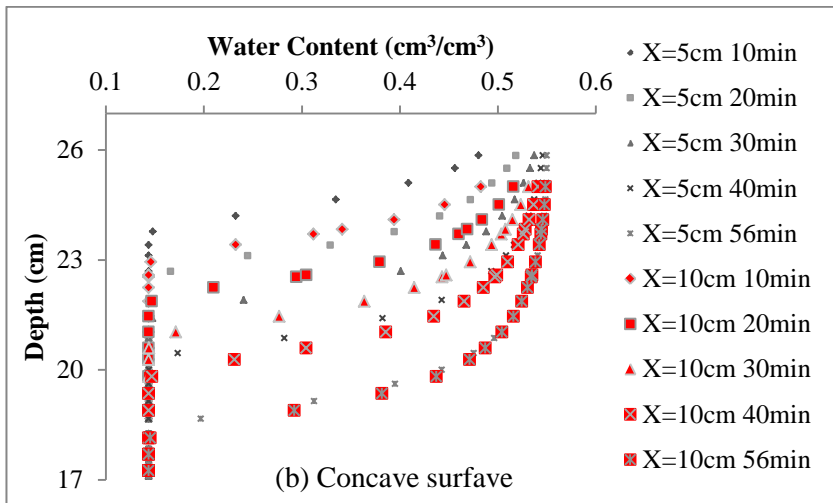 Water Content (cm³/cm³)
0.1 0.2 0.3 0.4 0.5 0.6
Depth (cm)
26
23
20
17
(b) Concave surfave
X=5cm 10min
X=5cm 20min
X=5cm 30min
X=5cm 40min
X=5cm 56min
X=10cm 10min
X=10cm 20min
X=10cm 30min
X=10cm 40min
X=10cm 56min